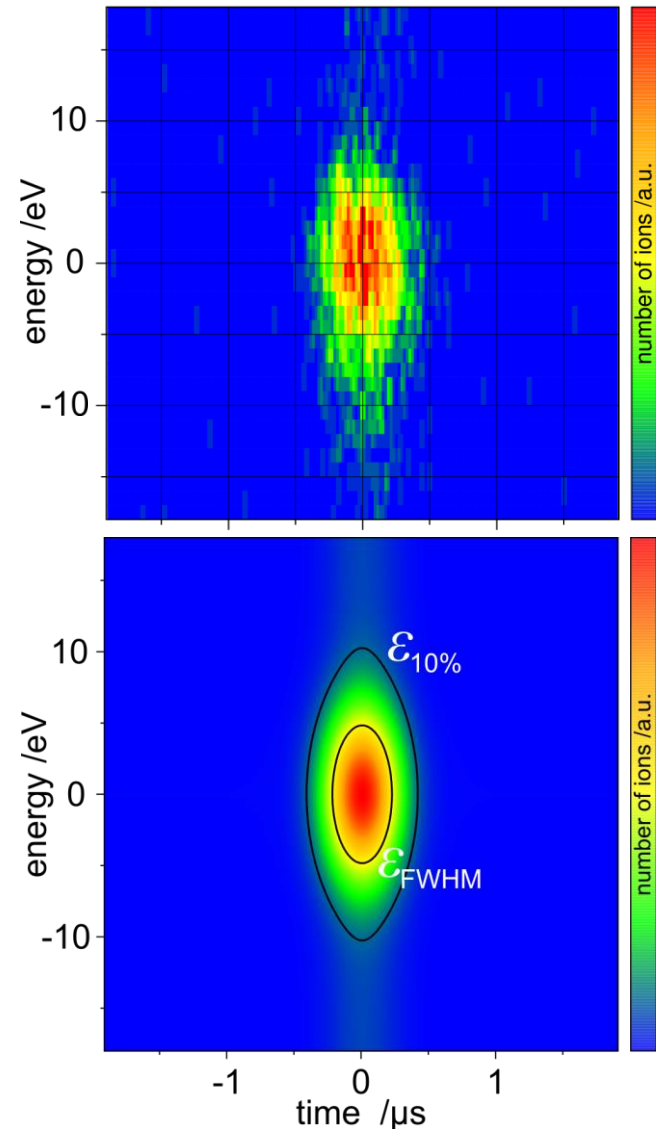 10
0
-10
energy /eV
number of ions /a.u.
10
0
-10
energy /eV
ε10%
εFWHM
number of ions /a.u.
-1 0 1
time /µs